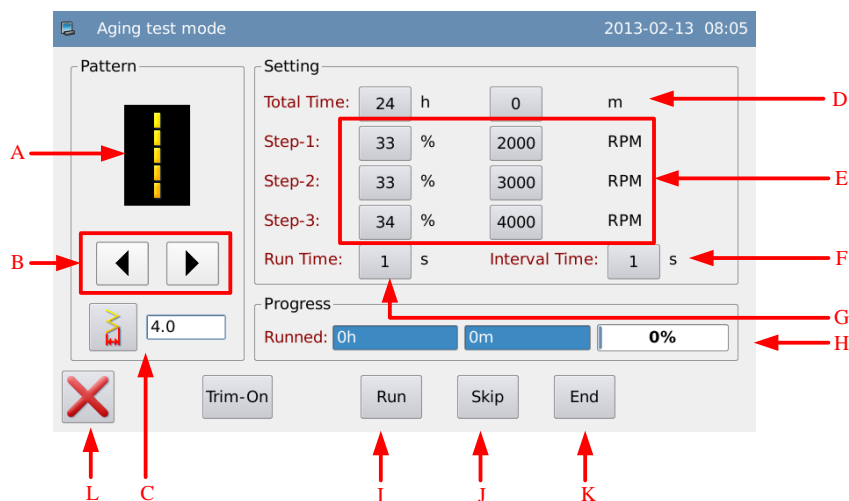 Aging test mode 2013-02-13 08:05
Pattern
Setting
Total Time: 24 h 0 m D
Step-1: 33 % 2000 RPM
A
Step-2: 33 % 3000 RPM E
Step-3: 34 % 4000 RPM
B
Run Time: 1 s Interval Time: 1 s F
Progress
G
4.0
Runned: 0h 0m 0% H
Trim-On Run Skip End
L C I J K